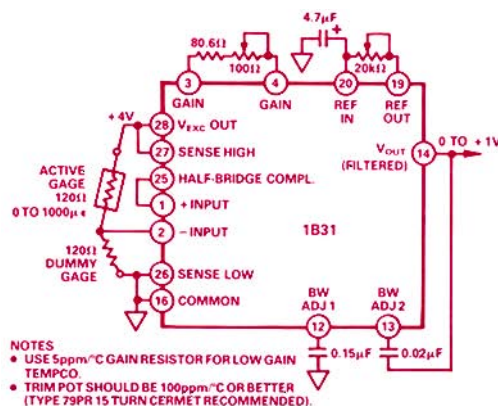 4.7µF
+
80.6Ω
100Ω
20kΩ
3
4
20
19
GAIN
GAIN
REF IN
REF OUT
+4V
28
VEXC OUT
27
SENSE HIGH
VOUT
(FILTERED)
14
0 TO +1V
ACTIVE
GAGE
120Ω
0 TO 1000µε
25
HALF-BRIDGE COMPL.
1
+ INPUT
2
– INPUT
1B31
120Ω
DUMMY
GAGE
26
SENSE LOW
16
COMMON
BW
ADJ 1
BW
ADJ 2
12
13
0.15µF
0.02µF
NOTES
• USE 5ppm/°C GAIN RESISTOR FOR LOW GAIN
TEMPCO.
• TRIM POT SHOULD BE 100ppm/°C OR BETTER
(TYPE 79PR 15 TURN CERMET RECOMMENDED).